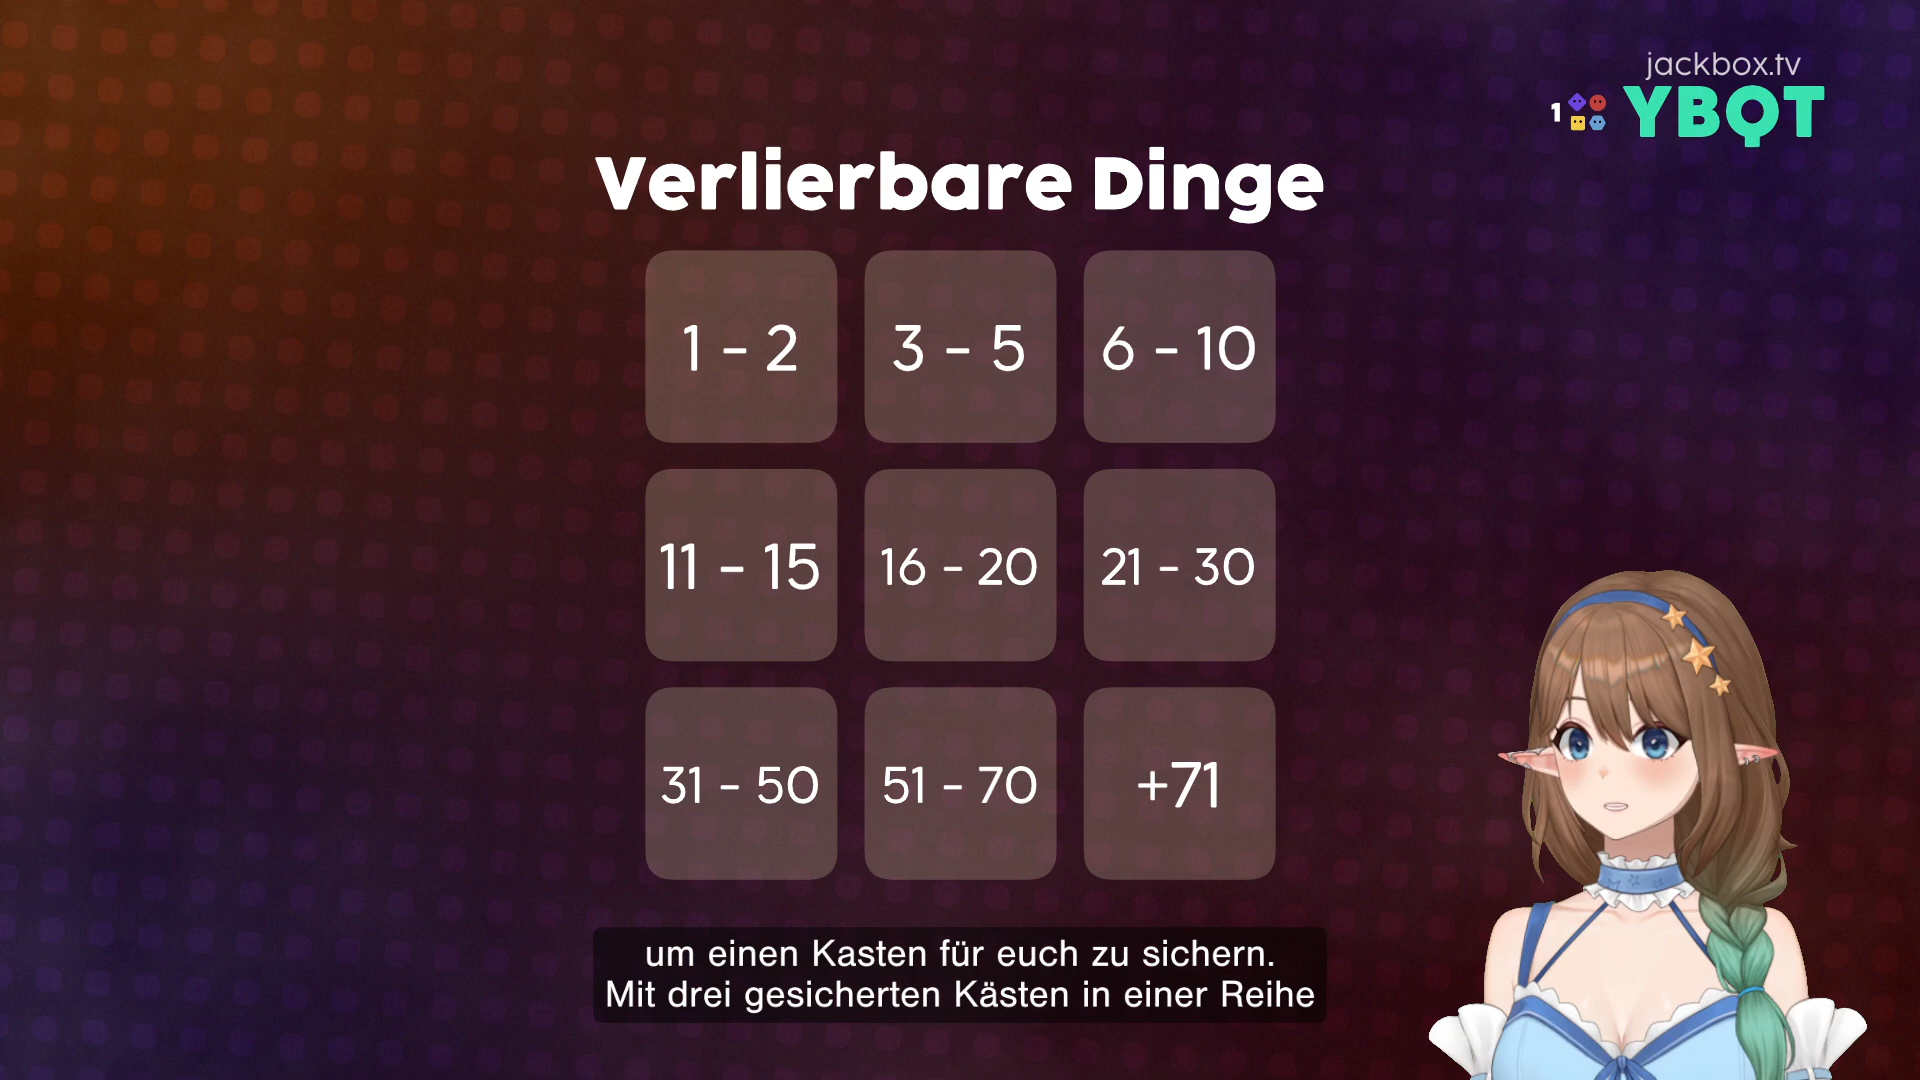 jackbox.tv
1 YBQT
Verlierbare Dinge
1 - 2
3 - 5
6 - 10
11 - 15
16 - 20
21 - 30
31 - 50
51 - 70
+71
um einen Kasten für euch zu sichern.
Mit drei gesicherten Kästen in einer Reihe